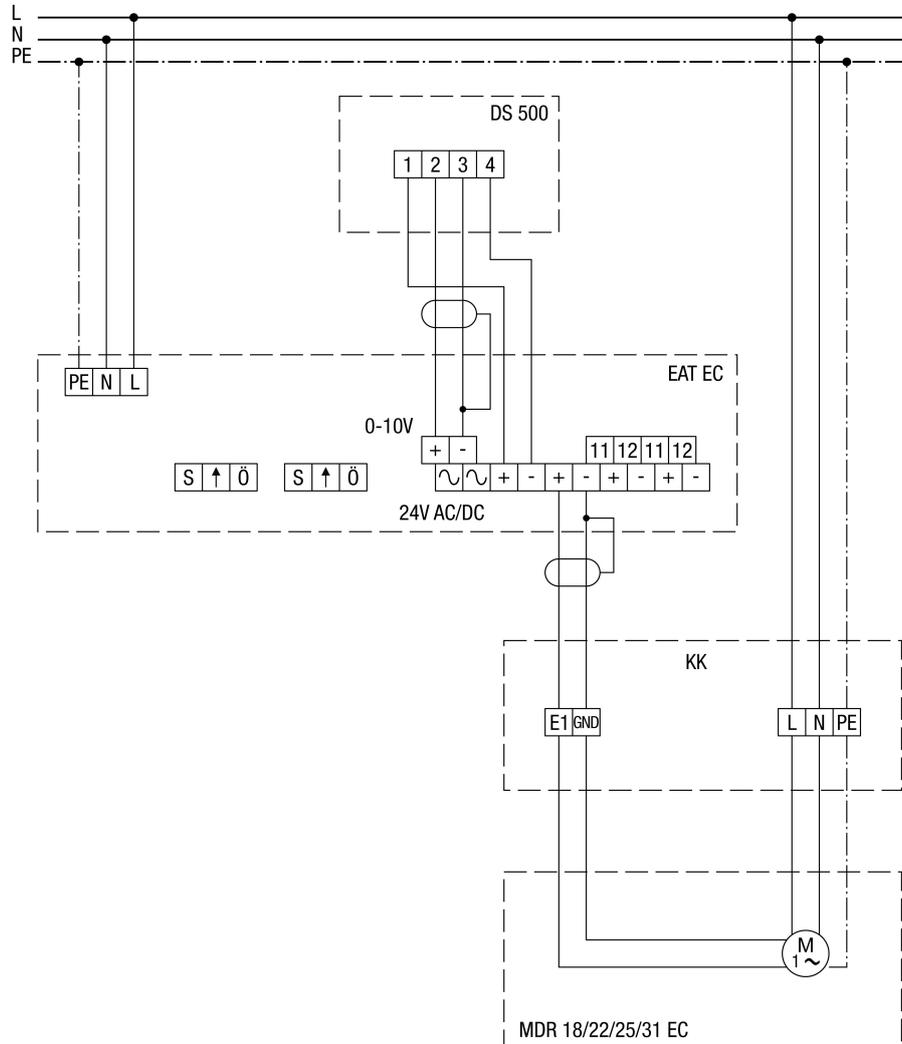 L
N
PE
DS 500
1 2 3 4
PE N L
EAT EC
0-10V
+ -
11 12 11 12
S ↑ Ö
S ↑ Ö
∿ ∿ + - + - + - + -
24V AC/DC
KK
E1 GND
L N PE
M
1~
MDR 18/22/25/31 EC